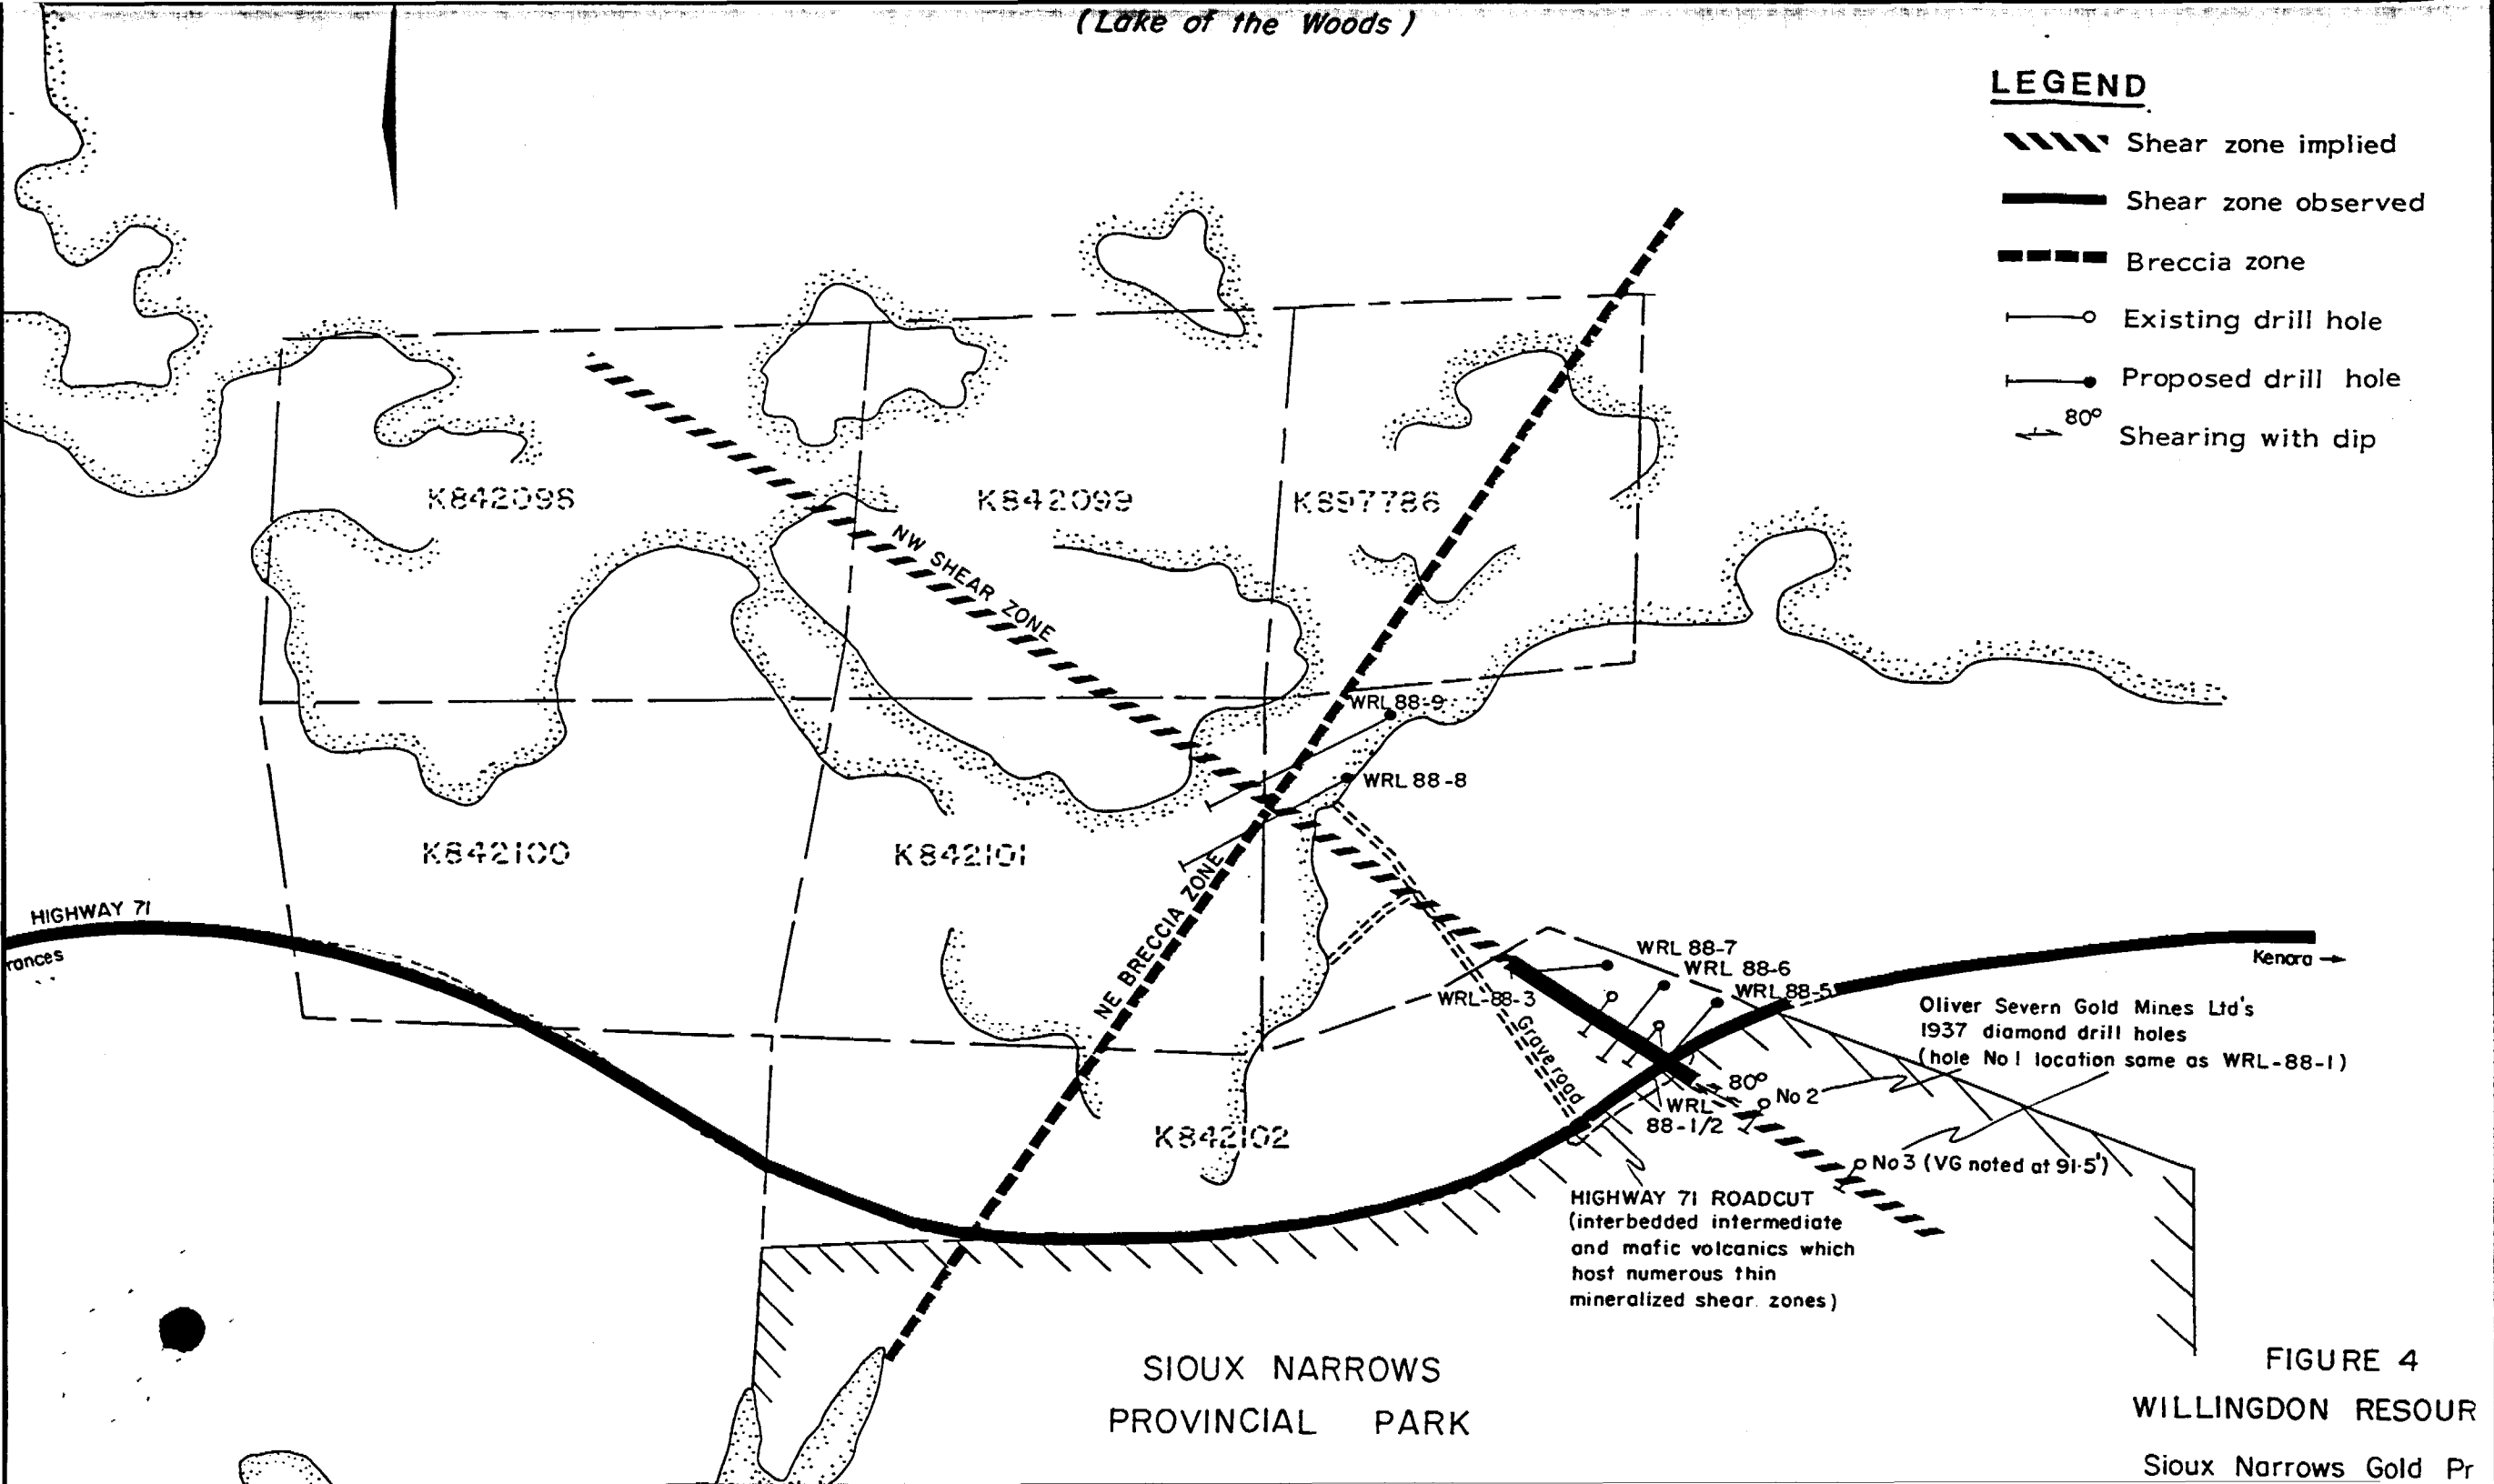 (Lake of the Woods)
LEGEND
Shear zone implied
Shear zone observed
Breccia zone
Existing drill hole
Proposed drill hole
80°
Shearing with dip
K842098
K842099
K857786
NW SHEAR ZONE
WRL 88-9
WRL 88-8
K842100
K842101
NE BRECCIA ZONE
HIGHWAY 71
rances
WRL 88-7
WRL 88-6
WRL 88-5
WRL-88-3
Kenora
Oliver Severn Gold Mines Ltd's
1937 diamond drill holes
(hole No 1 location same as WRL-88-1)
Grave road
80°
No 2
WRL
88-1/2
K842102
No 3 (VG noted at 91·5')
HIGHWAY 71 ROADCUT
(interbedded intermediate
and mafic volcanics which
host numerous thin
mineralized shear zones)
SIOUX NARROWS
PROVINCIAL PARK
FIGURE 4
WILLINGDON RESOUR
Sioux Narrows Gold Pr